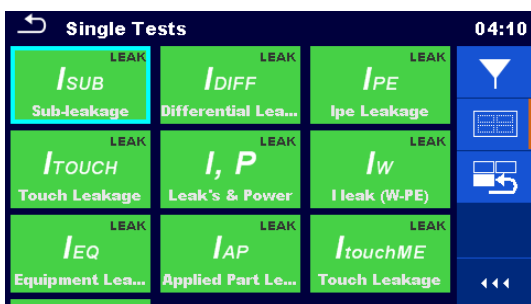 Single Tests 04:10
LEAK LEAK LEAK
ISUB IDIFF IPE
Sub-leakage Differential Lea... Ipe Leakage
LEAK LEAK LEAK
ITOUCH I, P IW
Touch Leakage Leak's & Power I leak (W-PE)
LEAK LEAK LEAK
IEQ IAP ItouchME
Equipment Lea... Applied Part Le... Touch Leakage